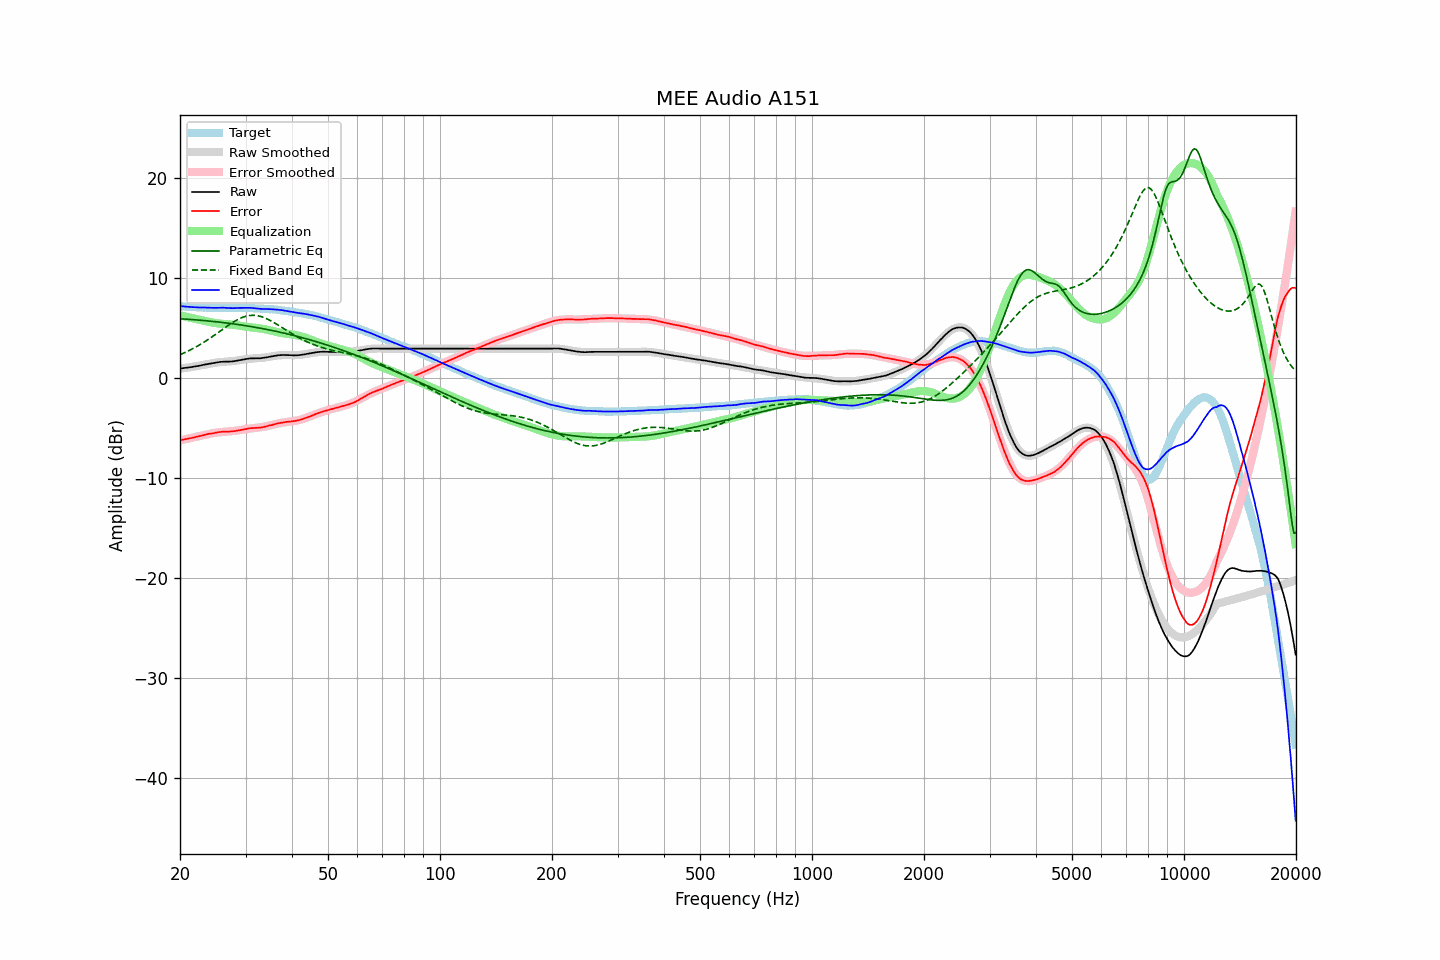 MEE Audio A151
Target
Raw Smoothed
Error Smoothed
Raw
Error
Equalization
Parametric Eq
Fixed Band Eq
Equalized
Amplitude (dBr)
20
10
0
−10
−20
−30
−40
20 50 100 200 500 1000 2000 5000 10000 20000
Frequency (Hz)